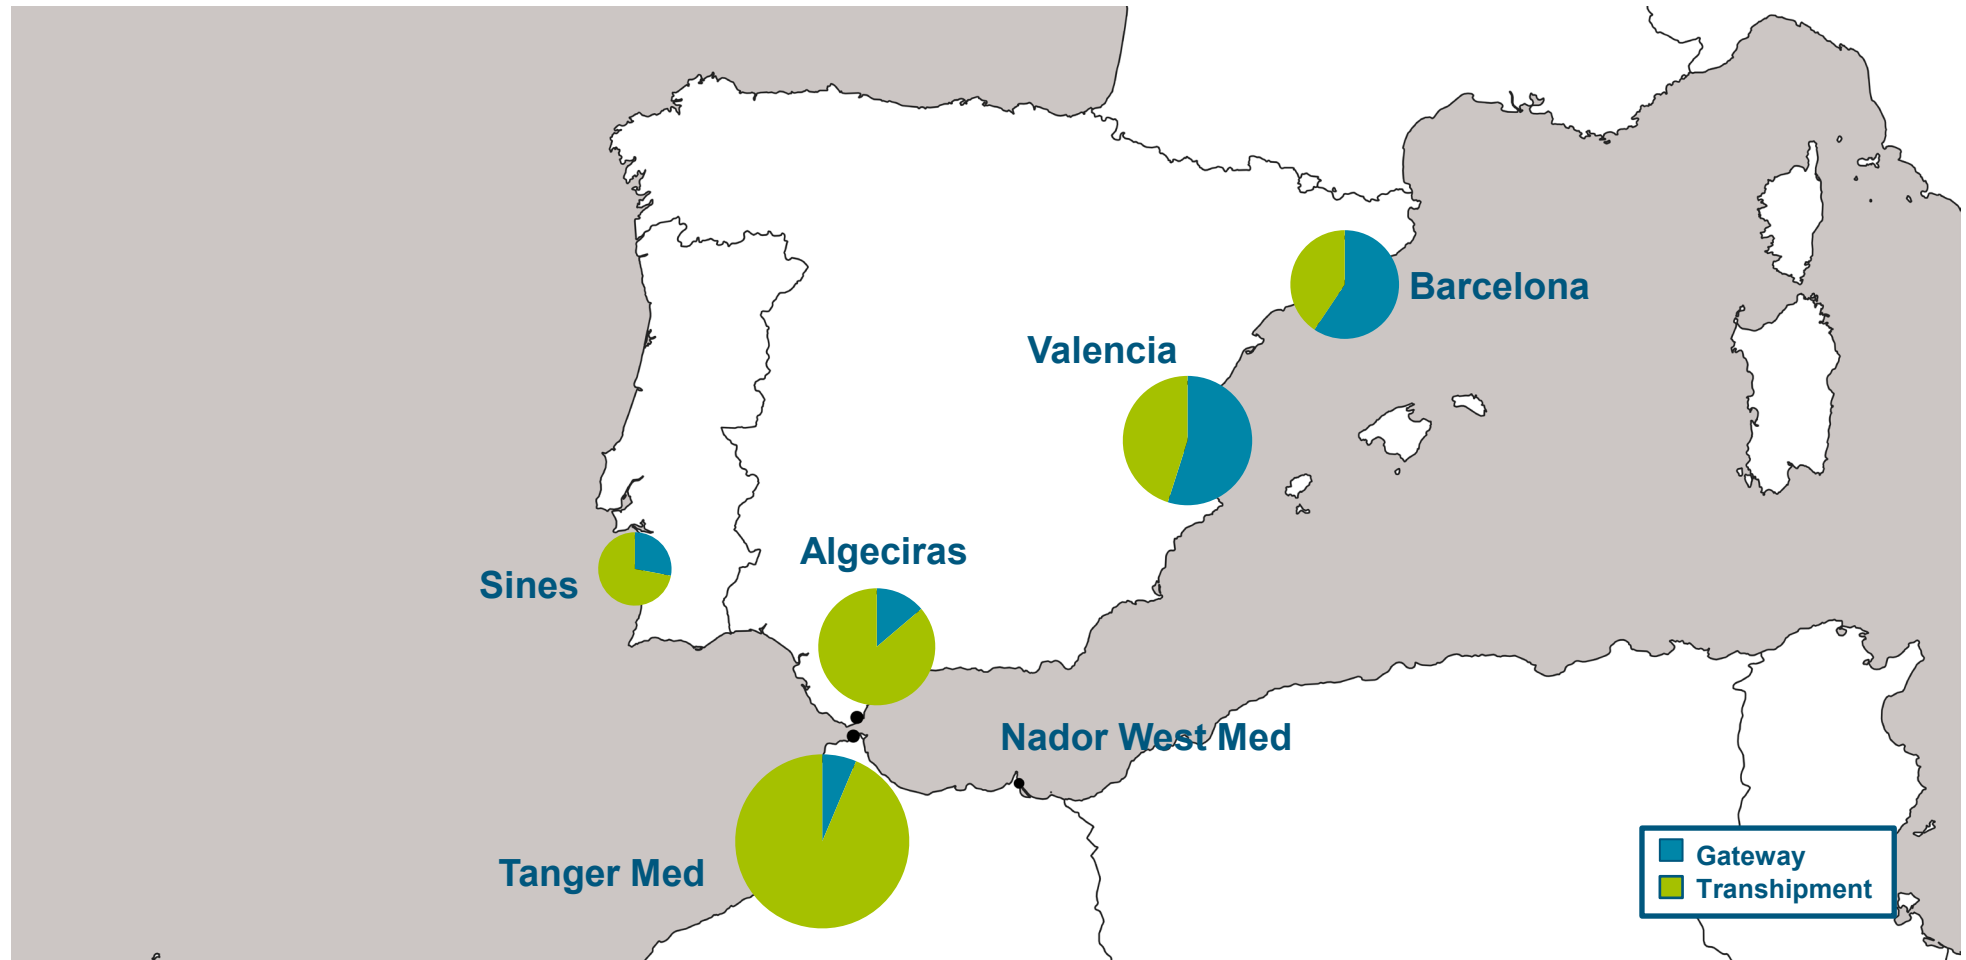 Barcelona
Valencia
Algeciras
Sines
Nador West Med
Tanger Med
Gateway
Transhipment